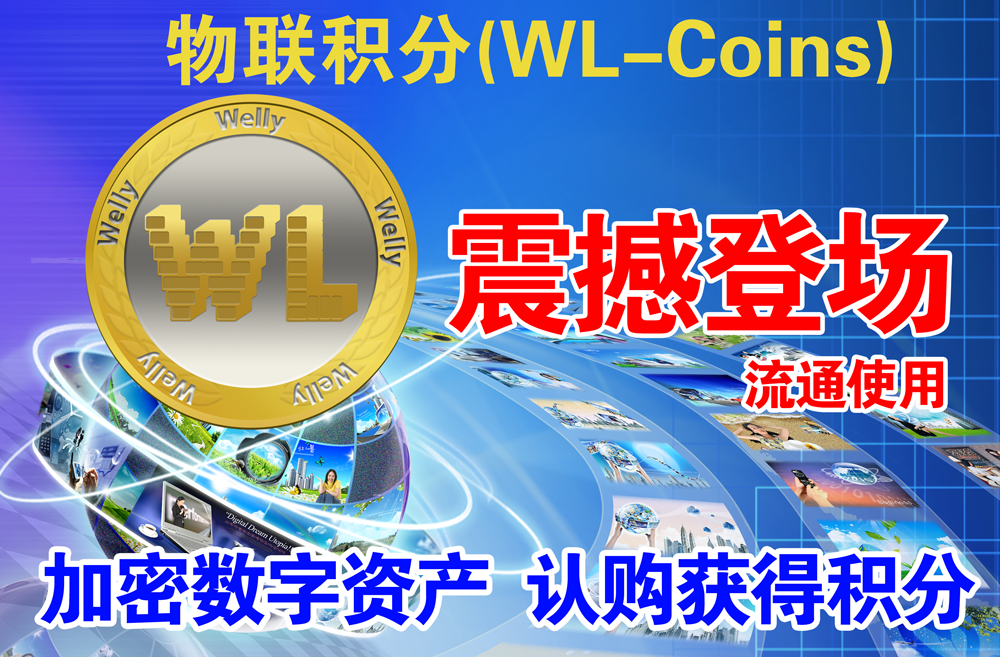 物联积分(WL-Coins)
Welly
Welly
Welly
WL
Welly
Welly
震撼登场
流通使用
"Digital Dream Utopia!
加密数字资产 认购获得积分